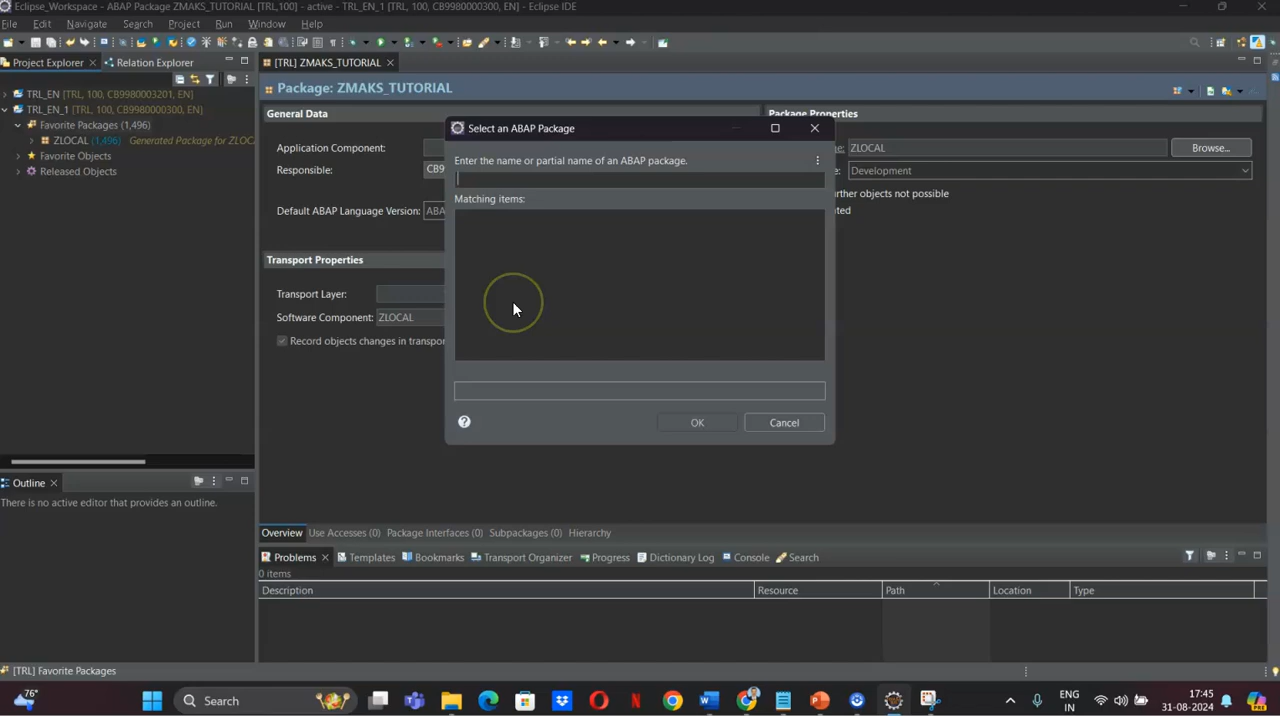 Eclipse_Workspace - ABAP Package ZMAKS_TUTORIAL [TRL,100] - active - TRL_EN_1 [TRL, 100, CB9980000300, EN] - Eclipse IDE
File Edit Navigate Search Project Run Window Help
Project Explorer Relation Explorer
[TRL] ZMAKS_TUTORIAL
Package: ZMAKS_TUTORIAL
TRL_EN [TRL, 100, CB9980003201, EN]
TRL_EN_1 [TRL, 100, CB9980000300, EN]
Favorite Packages (1,496)
ZLOCAL (1,496) Generated Package for ZLOCA
Favorite Objects
Released Objects
General Data
Application Component:
Responsible: CB9
Default ABAP Language Version: ABA
Package Properties
ZLOCAL Browse...
Development
rther objects not possible
Transport Properties
Transport Layer:
Software Component: ZLOCAL
Record objects changes in transpor
Select an ABAP Package
Enter the name or partial name of an ABAP package.
Matching items:
? OK Cancel
Outline
There is no active editor that provides an outline.
Overview Use Accesses (0) Package Interfaces (0) Subpackages (0) Hierarchy
Problems Templates Bookmarks Transport Organizer Progress Dictionary Log Console Search
0 items
Description Resource Path Location Type
[TRL] Favorite Packages
76°
Search
ENG
IN
17:45
31-08-2024